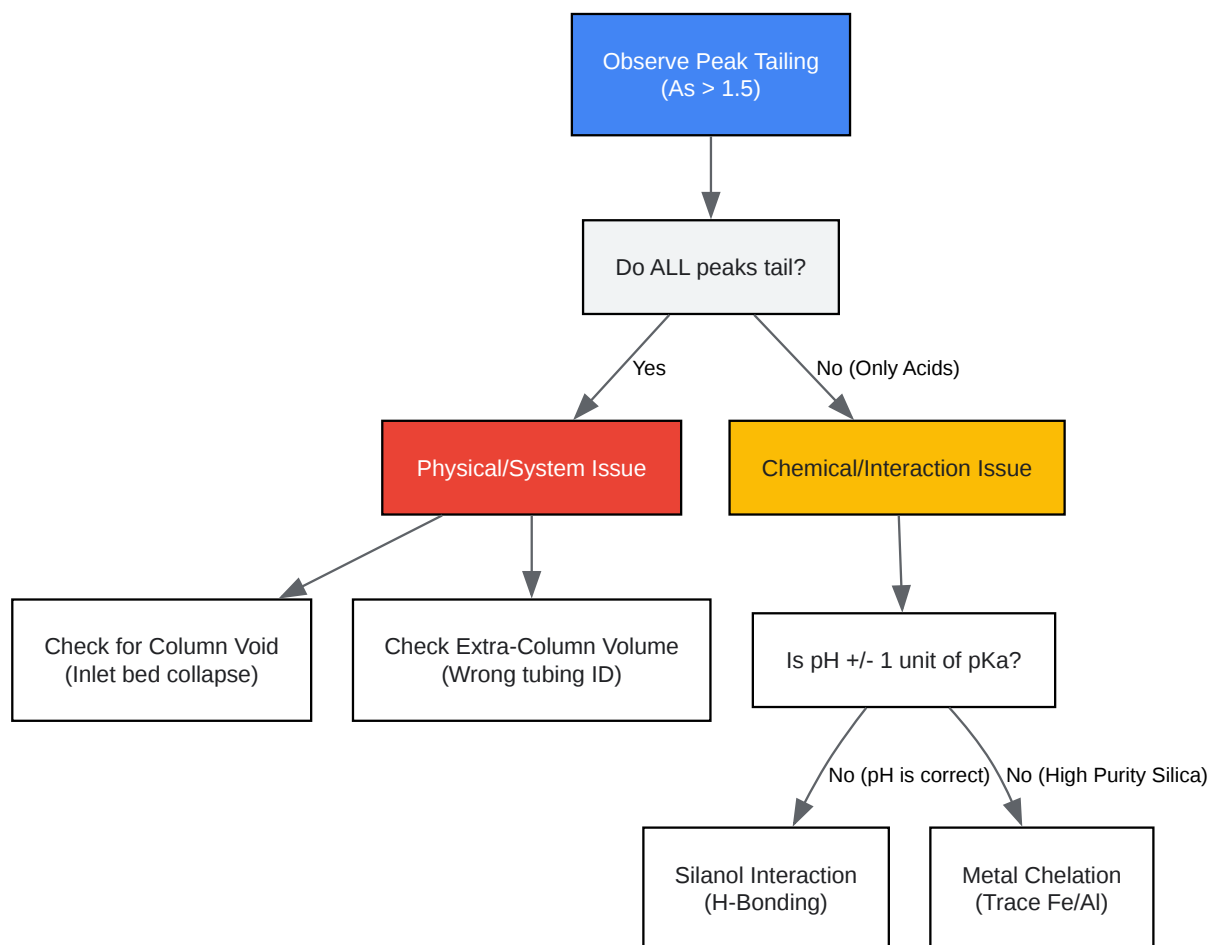 Observe Peak Tailing
(As > 1.5)
Do ALL peaks tail?
Yes
No (Only Acids)
Physical/System Issue
Chemical/Interaction Issue
Check for Column Void
(Inlet bed collapse)
Check Extra-Column Volume
(Wrong tubing ID)
Is pH +/- 1 unit of pKa?
No (pH is correct)
No (High Purity Silica)
Silanol Interaction
(H-Bonding)
Metal Chelation
(Trace Fe/Al)